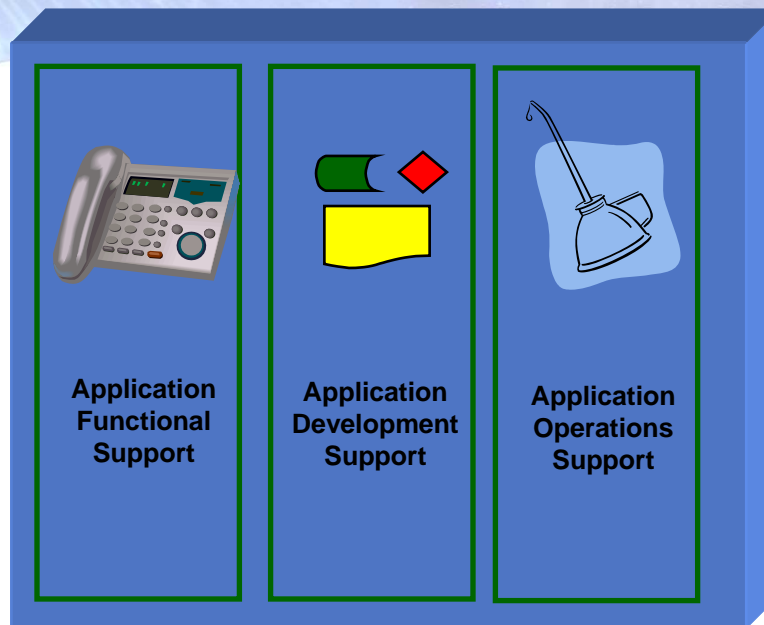 Application
Functional
Support
Application
Development
Support
Application
Operations
Support